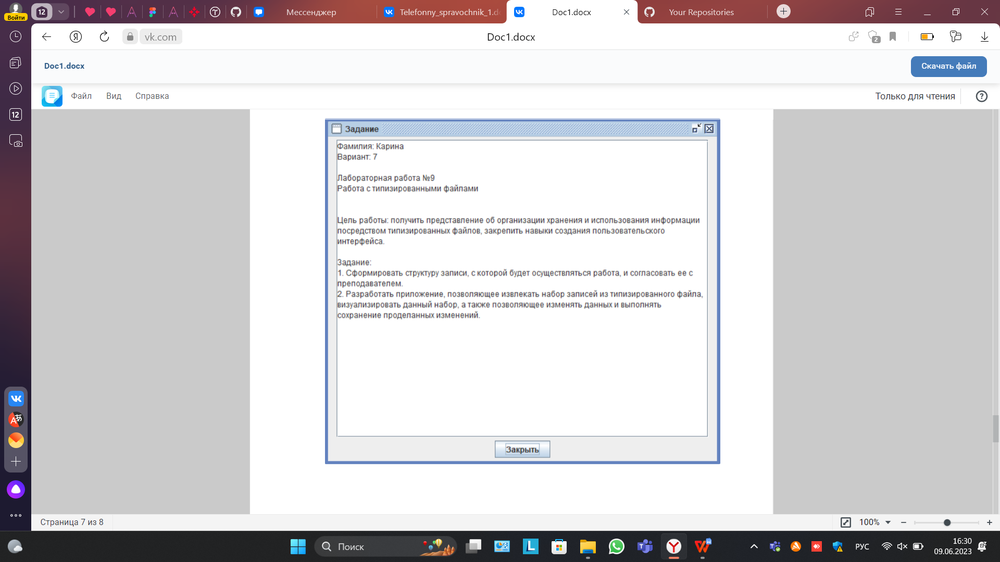 Войти
12
Мессенджер
Telefonny_spravochnik_1.do
Doc1.docx
Your Repositories
vk.com
Doc1.docx
2
Doc1.docx
Скачать файл
Файл
Вид
Справка
Только для чтения
12
Задание
Фамилия: Карина
Вариант: 7
Лабораторная работа №9
Работа с типизированными файлами
Цель работы: получить представление об организации хранения и использования информации
посредством типизированных файлов, закрепить навыки создания пользовательского
интерфейса.
Задание:
1. Сформировать структуру записи, с которой будет осуществляться работа, и согласовать ее с
преподавателем.
2. Разработать приложение, позволяющее извлекать набор записей из типизированного файла,
визуализировать данный набор, а также позволяющее изменять данных и выполнять
сохранение проделанных изменений.
Закрыть
Страница 7 из 8
100%
Поиск
РУС
16:30
09.06.2023